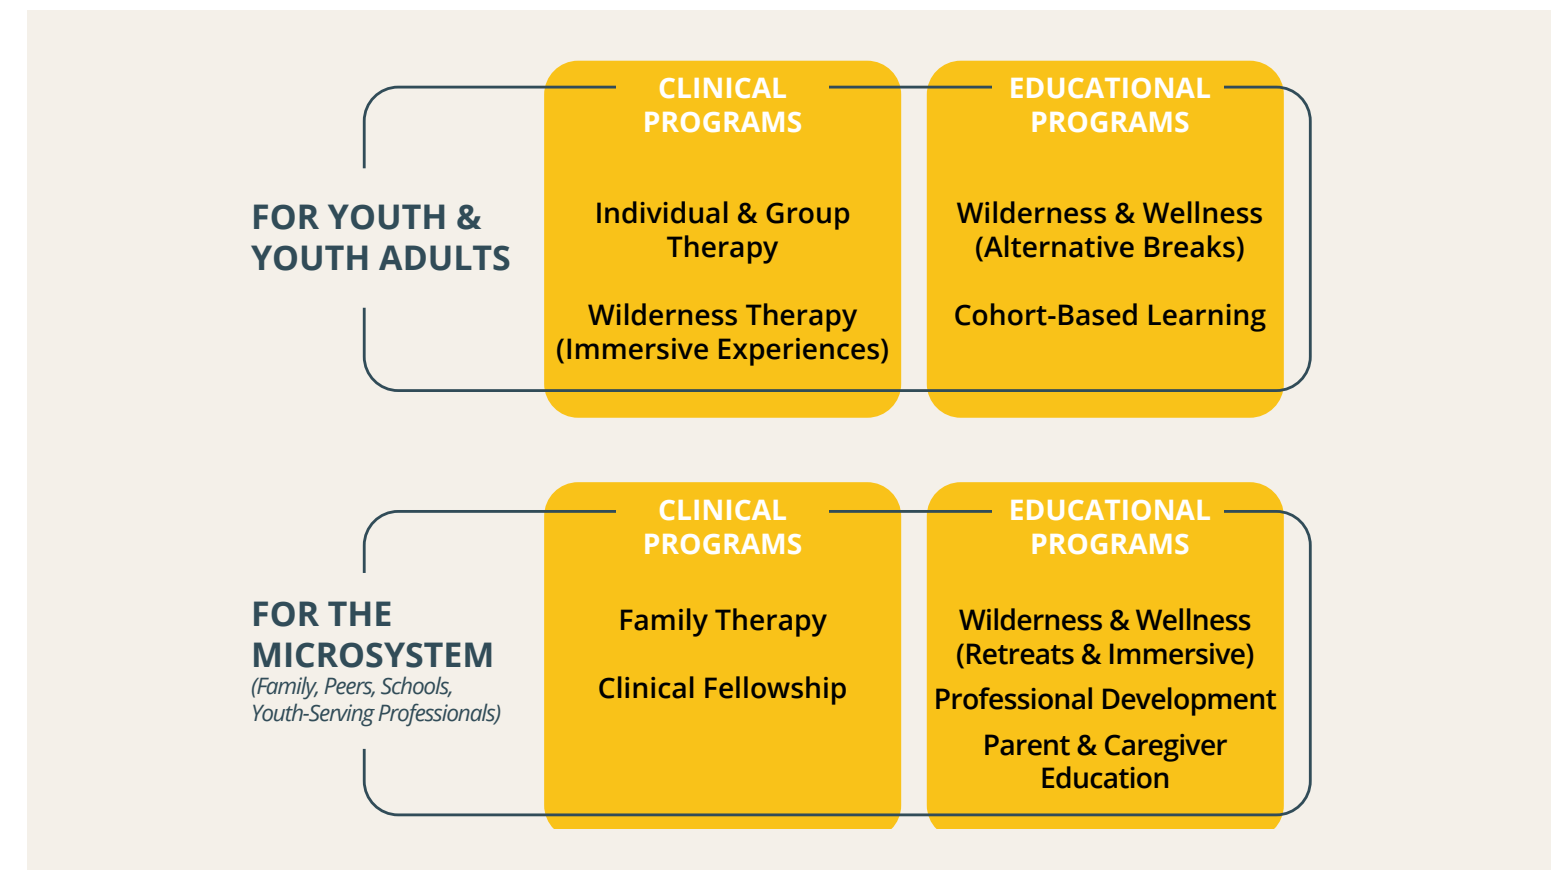 CLINICAL
PROGRAMS
EDUCATIONAL
PROGRAMS
FOR YOUTH &
YOUTH ADULTS
Individual & Group
Therapy
Wilderness Therapy
(Immersive Experiences)
Wilderness & Wellness
(Alternative Breaks)
Cohort-Based Learning
CLINICAL
PROGRAMS
EDUCATIONAL
PROGRAMS
FOR THE
MICROSYSTEM
(Family, Peers, Schools,
Youth-Serving Professionals)
Family Therapy
Clinical Fellowship
Wilderness & Wellness
(Retreats & Immersive)
Professional Development
Parent & Caregiver
Education